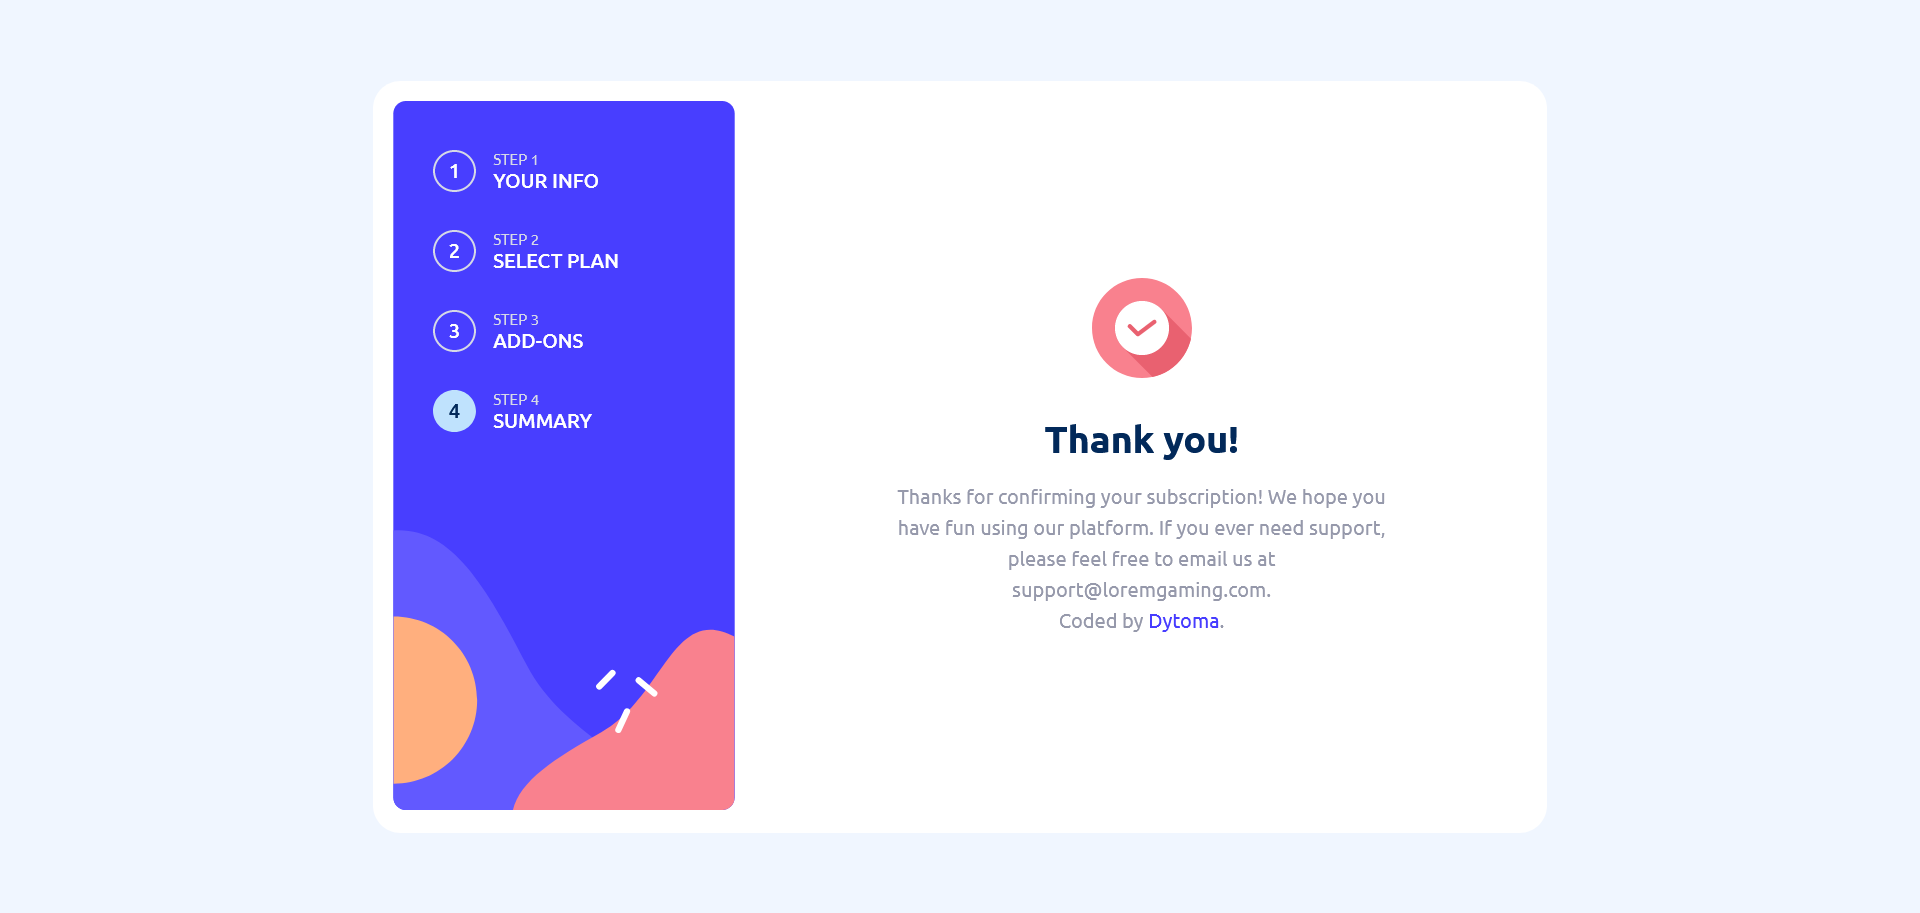 1
STEP 1
YOUR INFO
2
STEP 2
SELECT PLAN
3
STEP 3
ADD-ONS
4
STEP 4
SUMMARY
Thank you!
Thanks for confirming your subscription! We hope you
have fun using our platform. If you ever need support,
please feel free to email us at
support@loremgaming.com.
Coded by Dytoma.